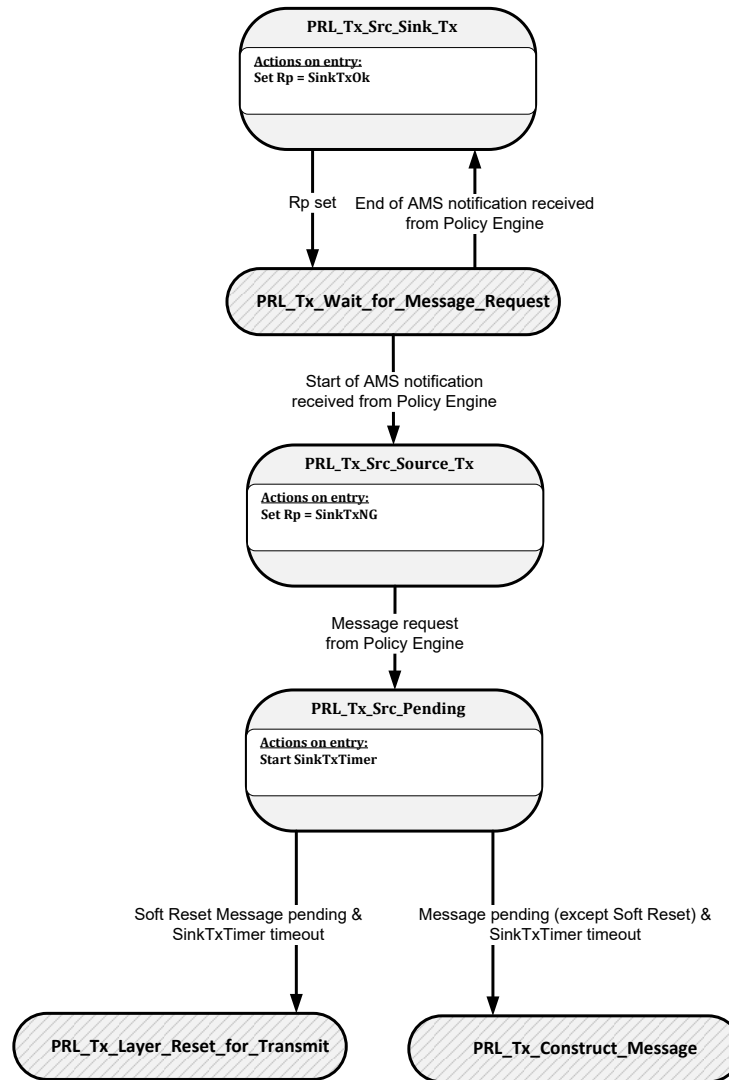 PRL_Tx_Src_Sink_Tx
Actions on entry:
Set Rp = SinkTxOk
Rp set
End of AMS notification received
from Policy Engine
PRL_Tx_Wait_for_Message_Request
Start of AMS notification
received from Policy Engine
PRL_Tx_Src_Source_Tx
Actions on entry:
Set Rp = SinkTxNG
Message request
from Policy Engine
PRL_Tx_Src_Pending
Actions on entry:
Start SinkTxTimer
Soft Reset Message pending &
SinkTxTimer timeout
Message pending (except Soft Reset) &
SinkTxTimer timeout
PRL_Tx_Layer_Reset_for_Transmit
PRL_Tx_Construct_Message